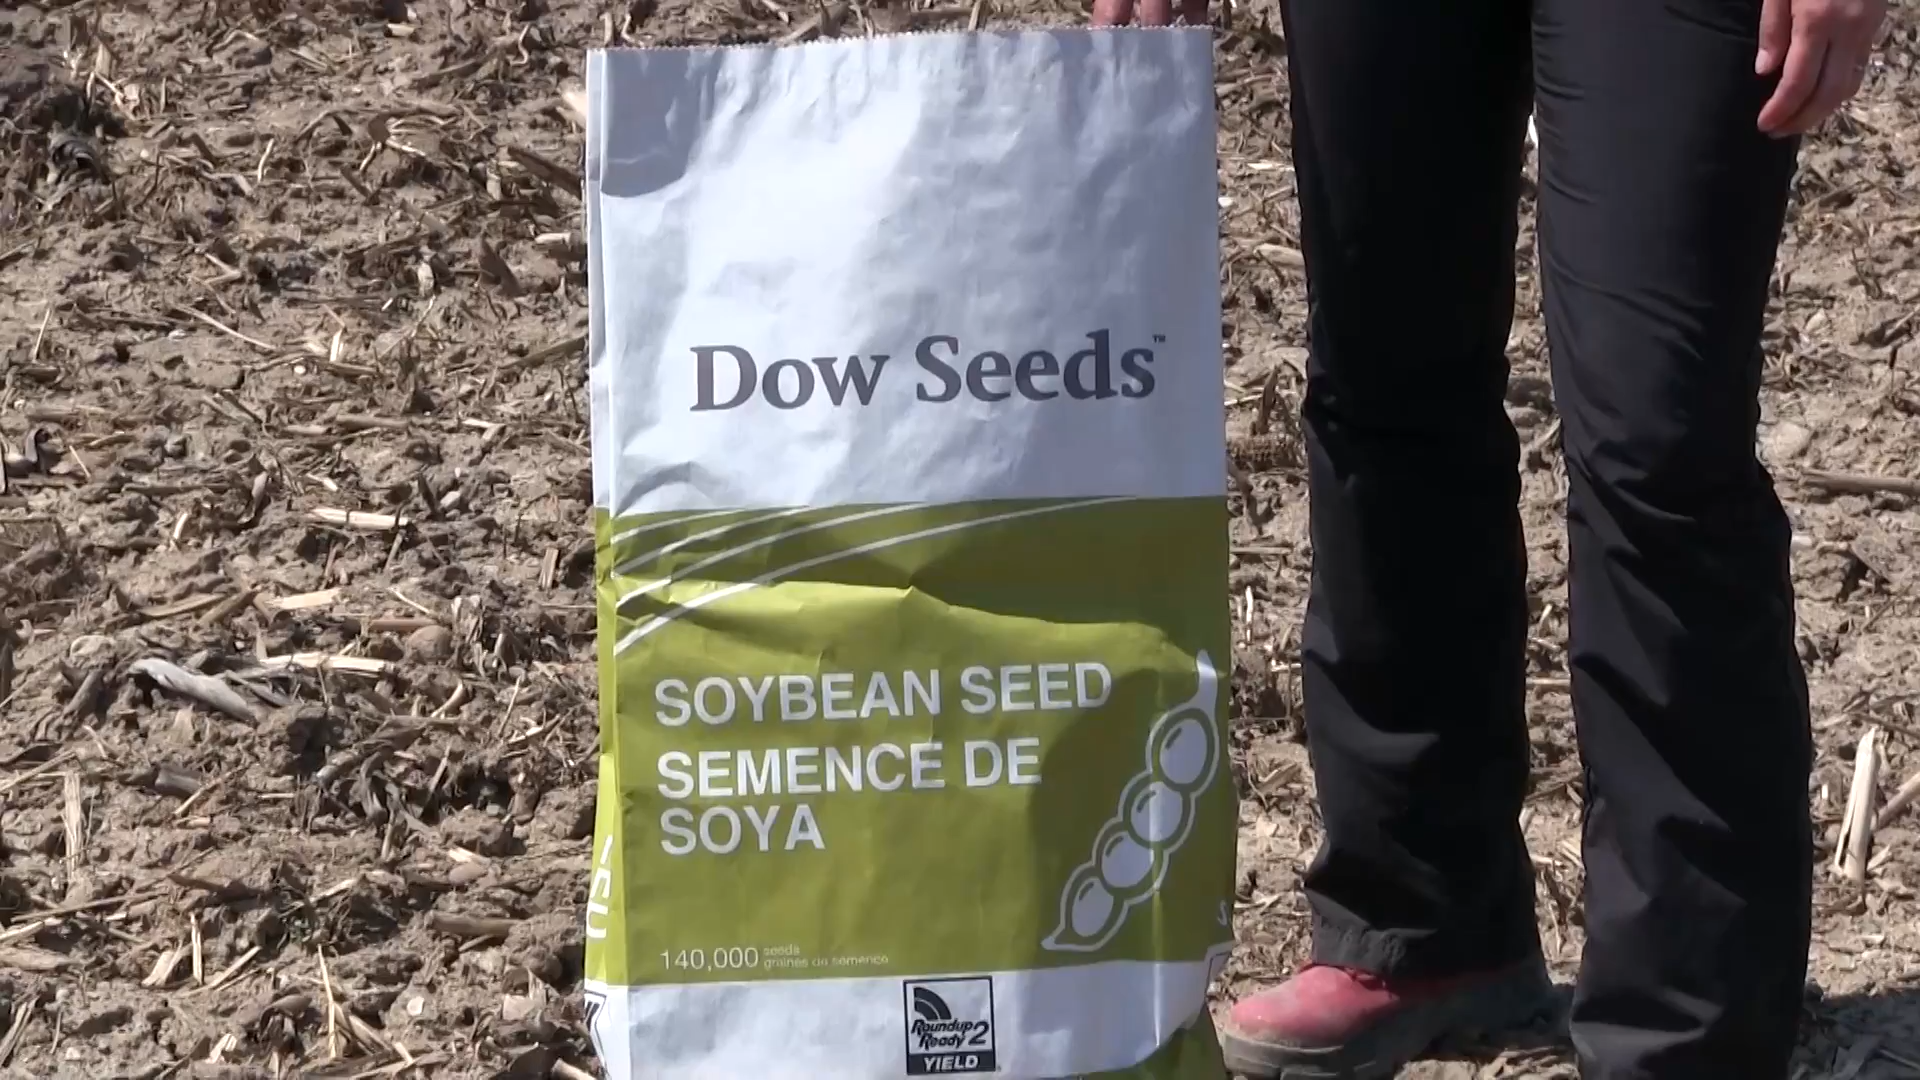 Dow Seeds™
SOYBEAN SEED
SEMENCE DE
SOYA
140,000 seeds
graines de semence
Roundup
Ready 2
YIELD